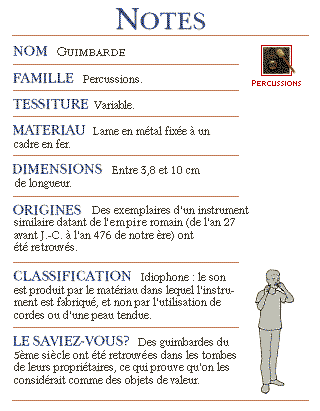 NOTES
NOM GUIMBARDE
FAMILLE Percussions.
PERCUSSIONS
TESSITURE Variable.
MATERIAU Lame en métal fixée à un
cadre en fer.
DIMENSIONS Entre 3,8 et 10 cm
de longueur.
ORIGINES Des exemplaires d'un instrument
similaire datant de l'empire romain (de l'an 27
avant J.-C. à l'an 476 de notre ère) ont
été retrouvés.
CLASSIFICATION Idiophone : le son
est produit par le matériau dans lequel l'instru-
ment est fabriqué, et non par l'utilisation de
cordes ou d'une peau tendue.
LE SAVIEZ-VOUS? Des guimbardes du
5ème siècle ont été retrouvées dans les tombes
de leurs propriétaires, ce qui prouve qu'on les
considérait comme des objets de valeur.